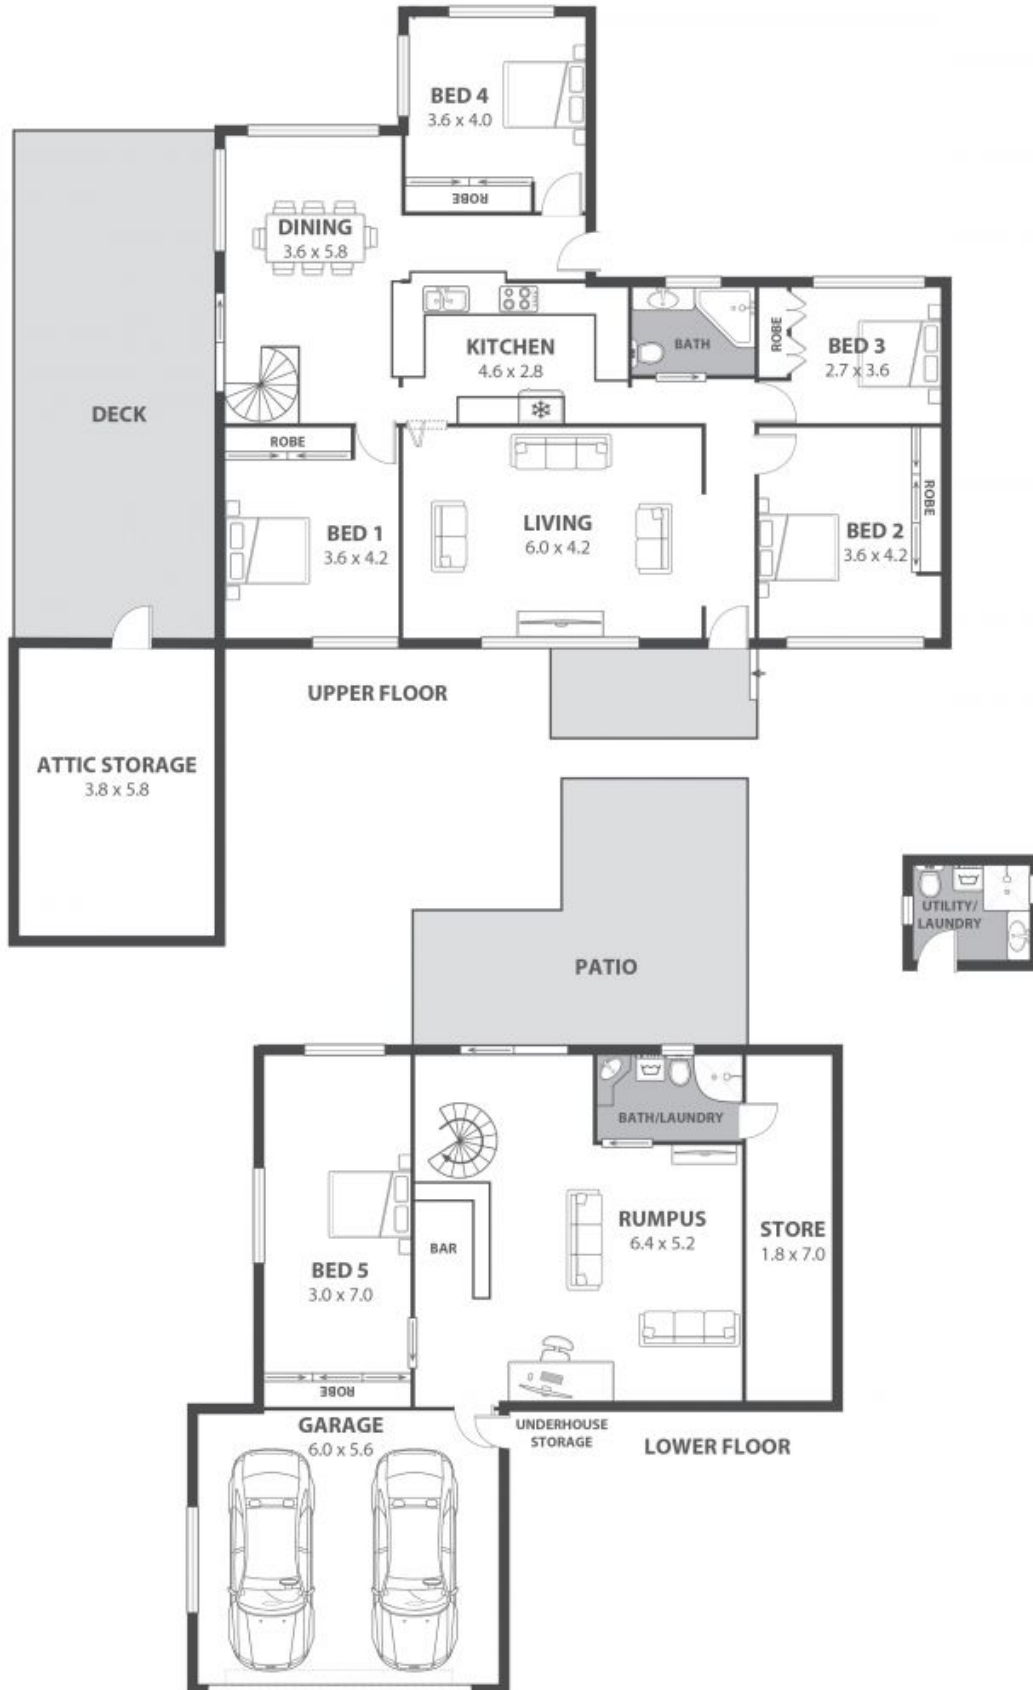 BED 4
3.6 x 4.0
ROBE
DINING
3.6 x 5.8
KITCHEN
4.6 x 2.8
BATH
ROBE
BED 3
2.7 x 3.6
DECK
ROBE
BED 1
3.6 x 4.2
LIVING
6.0 x 4.2
BED 2
3.6 x 4.2
ROBE
UPPER FLOOR
ATTIC STORAGE
3.8 x 5.8
UTILITY/
LAUNDRY
PATIO
BATH/LAUNDRY
BAR
RUMPUS
6.4 x 5.2
STORE
1.8 x 7.0
BED 5
3.0 x 7.0
ROBE
GARAGE
6.0 x 5.6
UNDERHOUSE
STORAGE
LOWER FLOOR